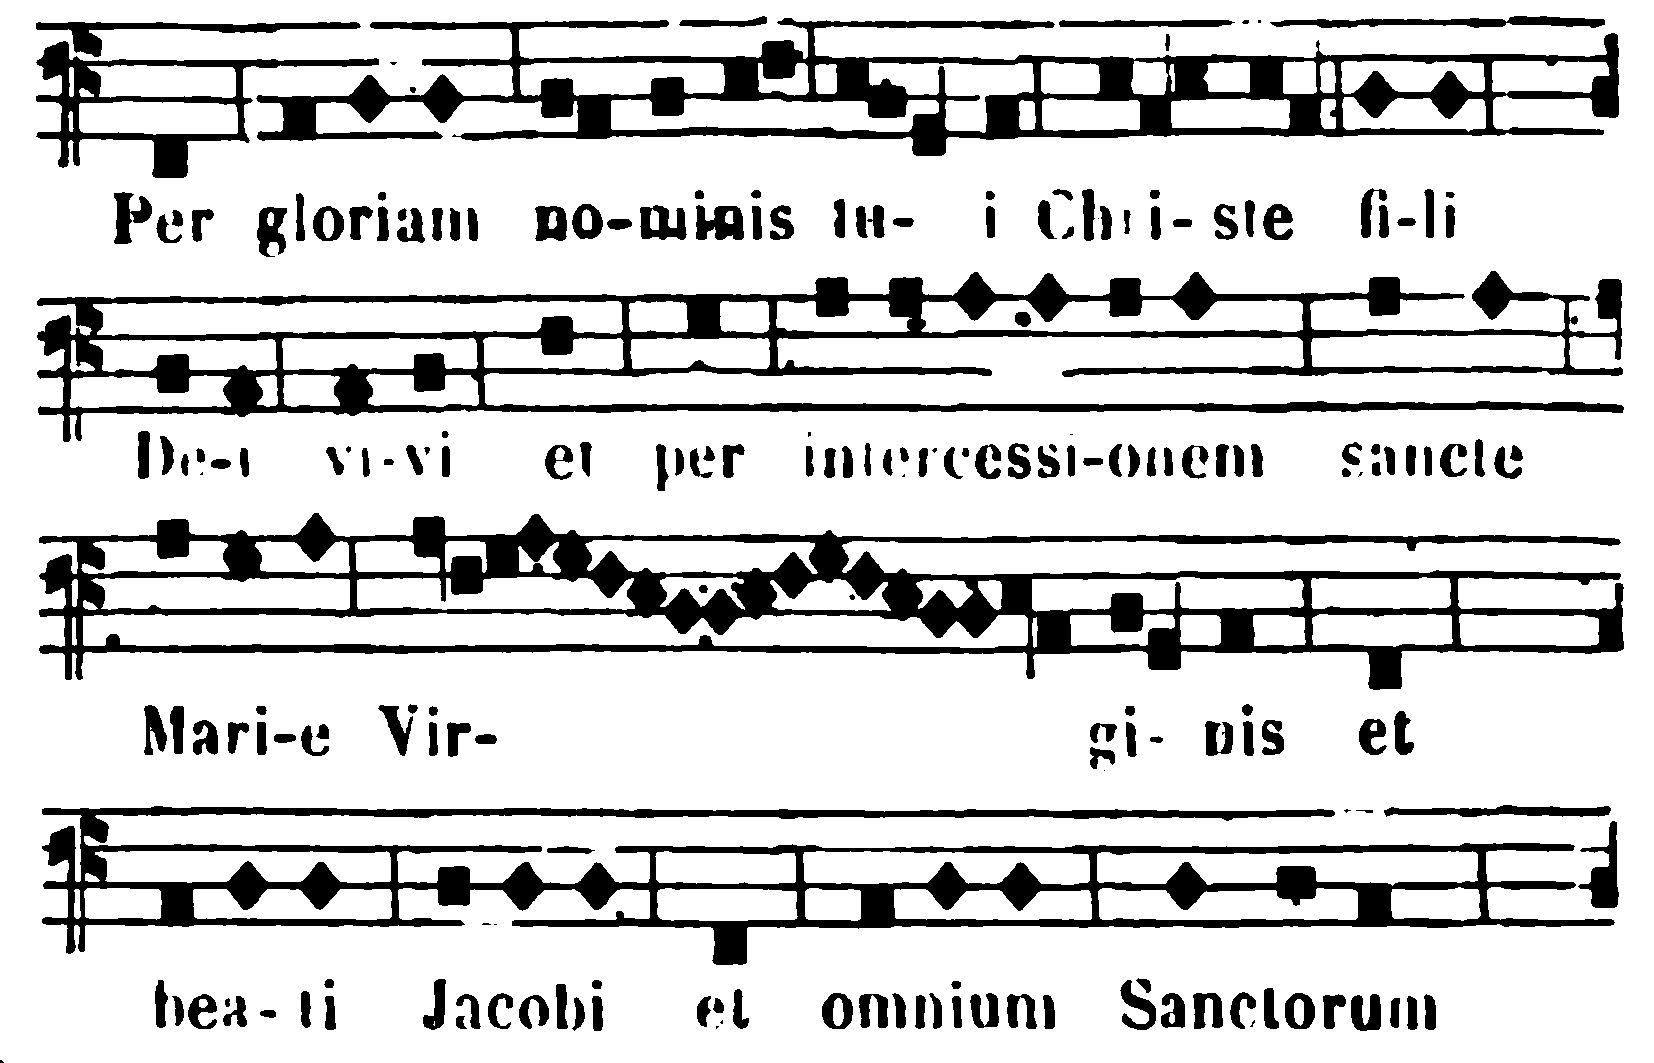 Per gloriam no-minis tu- i Chri- ste fi-li
De-i vi-vi et per intercessi-onem sancte
Mari-e Vir- gi- nis et
bea- ti Jacobi et omnium Sanctorum